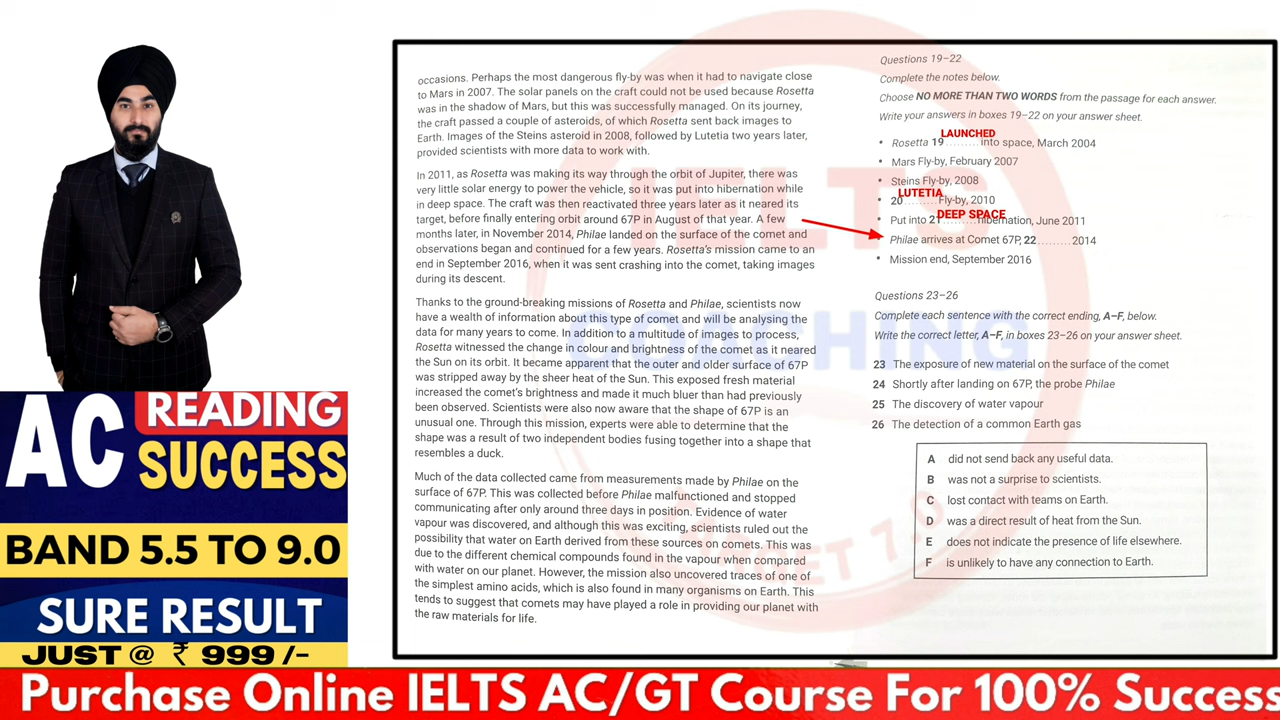 occasions. Perhaps the most dangerous fly-by was when it had to navigate close
to Mars in 2007. The solar panels on the craft could not be used because Rosetta
was in the shadow of Mars, but this was successfully managed. On its journey,
the craft passed a couple of asteroids, of which Rosetta sent back images to
Earth. Images of the Steins asteroid in 2008, followed by Lutetia two years later,
provided scientists with more data to work with.
In 2011, as Rosetta was making its way through the orbit of Jupiter, there was
very little solar energy to power the vehicle, so it was put into hibernation while
in deep space. The craft was then reactivated three years later as it neared its
target, before finally entering orbit around 67P in August of that year. A few
months later, in November 2014, Philae landed on the surface of the comet and
observations began and continued for a few years. Rosetta's mission came to an
end in September 2016, when it was sent crashing into the comet, taking images
during its descent.
Thanks to the ground-breaking missions of Rosetta and Philae, scientists now
have a wealth of information about this type of comet and will be analysing the
data for many years to come. In addition to a multitude of images to process,
Rosetta witnessed the change in colour and brightness of the comet as it neared
the Sun on its orbit. It became apparent that the outer and older surface of 67P
was stripped away by the sheer heat of the Sun. This exposed fresh material
increased the comet's brightness and made it much bluer than had previously
been observed. Scientists were also now aware that the shape of 67P is an
unusual one. Through this mission, experts were able to determine that the
shape was a result of two independent bodies fusing together into a shape that
resembles a duck.
Much of the data collected came from measurements made by Philae on the
surface of 67P. This was collected before Philae malfunctioned and stopped
communicating after only around three days in position. Evidence of water
vapour was discovered, and although this was exciting, scientists ruled out the
possibility that water on Earth derived from these sources on comets. This was
due to the different chemical compounds found in the vapour when compared
with water on our planet. However, the mission also uncovered traces of one of
the simplest amino acids, which is also found in many organisms on Earth. This
tends to suggest that comets may have played a role in providing our planet with
the raw materials for life.
Questions 19–22
Complete the notes below.
Choose NO MORE THAN TWO WORDS from the passage for each answer.
Write your answers in boxes 19–22 on your answer sheet.
LAUNCHED
• Rosetta 19 ......... into space, March 2004
• Mars Fly-by, February 2007
• Steins Fly-by, 2008
LUTETIA
• 20 ......... Fly-by, 2010
DEEP SPACE
• Put into 21 ......... hibernation, June 2011
• Philae arrives at Comet 67P, 22 ......... 2014
• Mission end, September 2016
Questions 23–26
Complete each sentence with the correct ending, A–F, below.
Write the correct letter, A–F, in boxes 23–26 on your answer sheet.
23 The exposure of new material on the surface of the comet
24 Shortly after landing on 67P, the probe Philae
25 The discovery of water vapour
26 The detection of a common Earth gas
A did not send back any useful data.
B was not a surprise to scientists.
C lost contact with teams on Earth.
D was a direct result of heat from the Sun.
E does not indicate the presence of life elsewhere.
F is unlikely to have any connection to Earth.
IELTS
COACHING
AC READING
SUCCESS
BAND 5.5 TO 9.0
SURE RESULT
JUST @ ₹ 999 /-
Purchase Online IELTS AC/GT Course For 100% Success